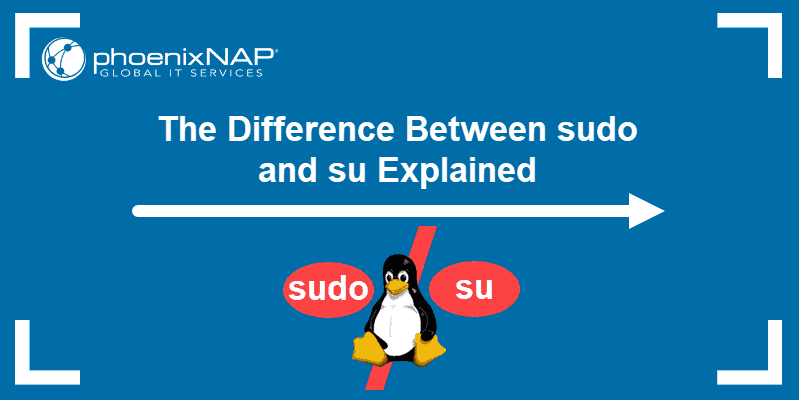 phoenixNAP®
GLOBAL IT SERVICES
The Difference Between sudo
and su Explained
sudo
su